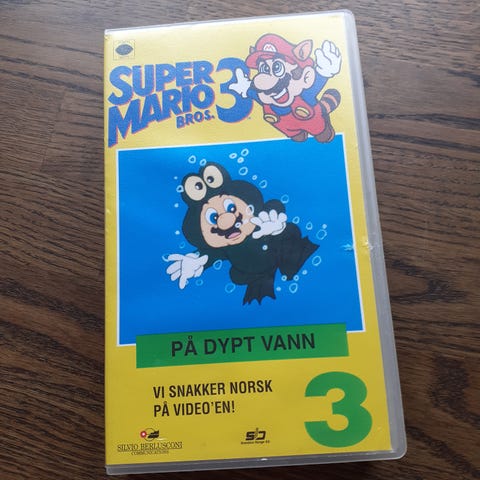 SUPER
MARIO
BROS. 3
PÅ DYPT VANN
VI SNAKKER NORSK
PÅ VIDEO'EN!
3
SILVIO BERLUSCONI
COMMUNICATIONS